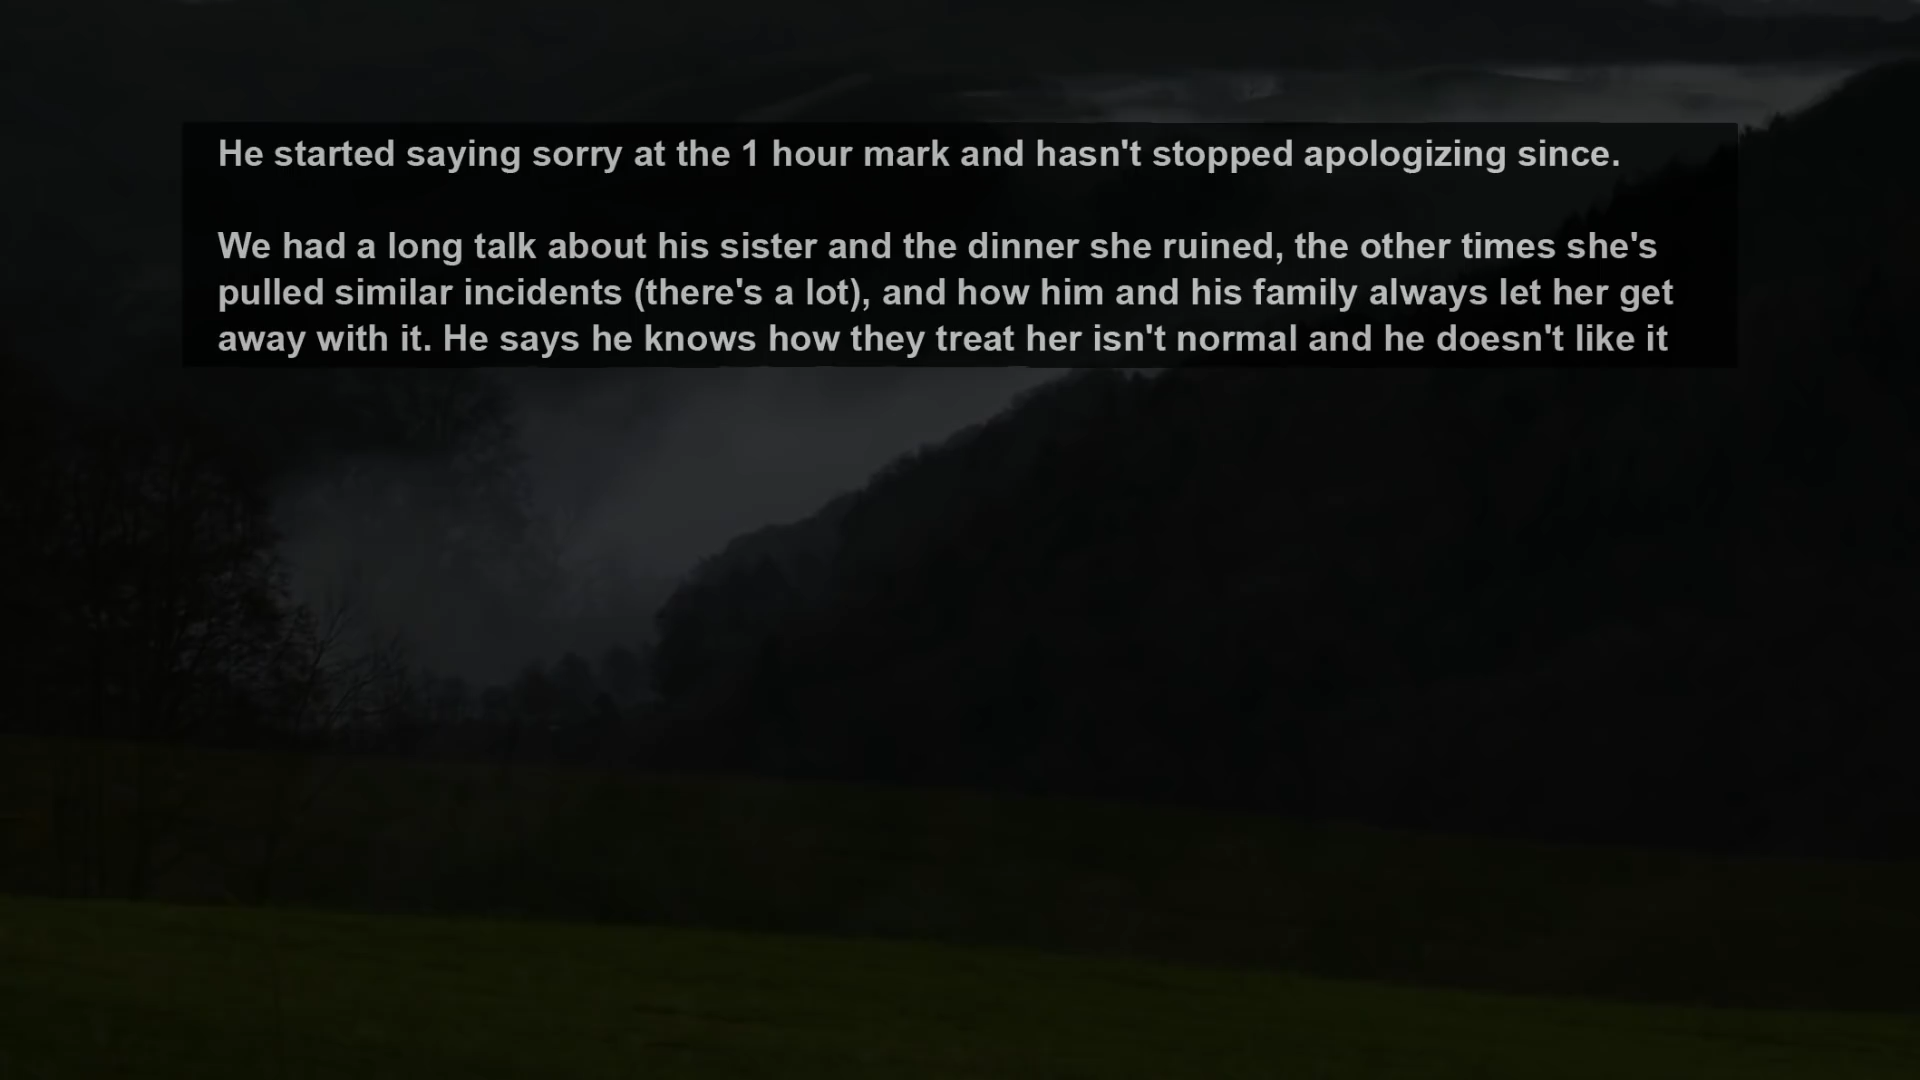 He started saying sorry at the 1 hour mark and hasn't stopped apologizing since.
We had a long talk about his sister and the dinner she ruined, the other times she's
pulled similar incidents (there's a lot), and how him and his family always let her get
away with it. He says he knows how they treat her isn't normal and he doesn't like it